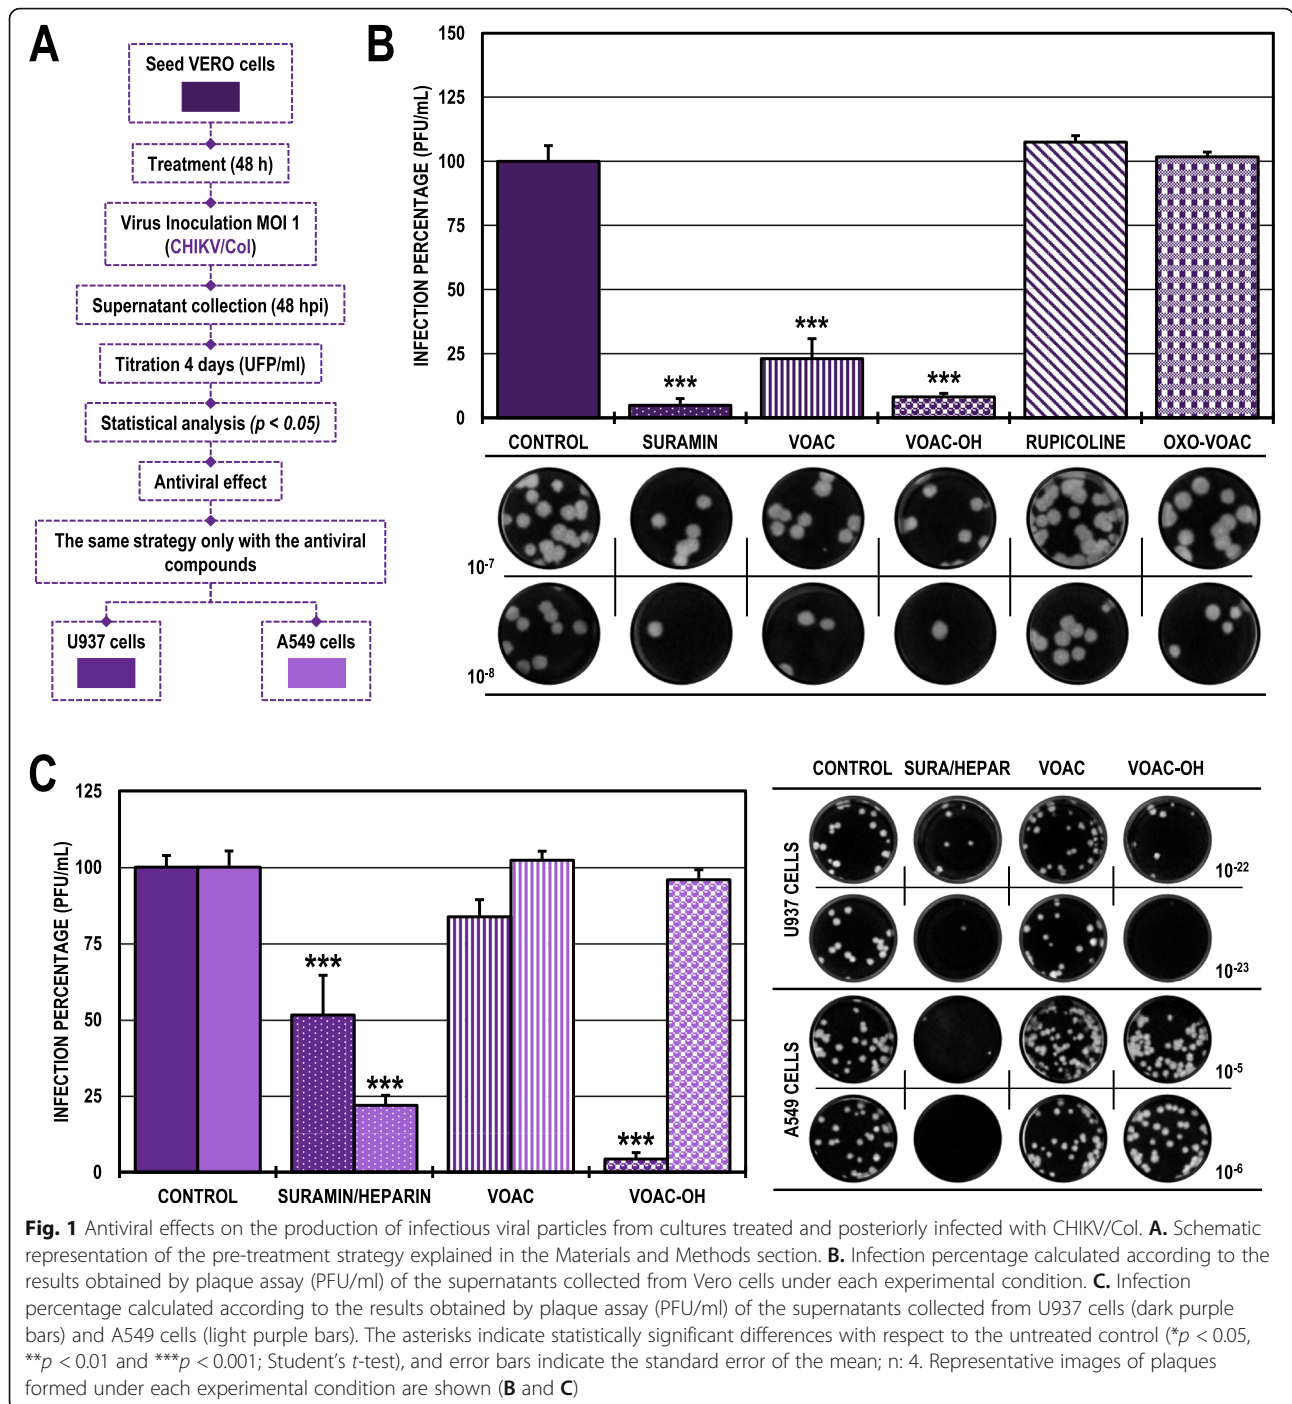 A
Seed VERO cells
Treatment (48 h)
Virus Inoculation MOI 1
(CHIKV/Col)
Supernatant collection (48 hpi)
Titration 4 days (UFP/ml)
Statistical analysis (p < 0.05)
Antiviral effect
The same strategy only with the antiviral
compounds
U937 cells
A549 cells
B
INFECTION PERCENTAGE (PFU/mL)
150
125
100
75
50
25
0
***
***
***
CONTROL SURAMIN VOAC VOAC-OH RUPICOLINE OXO-VOAC
10-7
10-8
C
INFECTION PERCENTAGE (PFU/mL)
125
100
75
50
25
0
***
***
***
CONTROL SURAMIN/HEPARIN VOAC VOAC-OH
CONTROL SURA/HEPAR VOAC VOAC-OH
U937 CELLS
10-22
10-23
A549 CELLS
10-5
10-6
Fig. 1 Antiviral effects on the production of infectious viral particles from cultures treated and posteriorly infected with CHIKV/Col. A. Schematic
representation of the pre-treatment strategy explained in the Materials and Methods section. B. Infection percentage calculated according to the
results obtained by plaque assay (PFU/ml) of the supernatants collected from Vero cells under each experimental condition. C. Infection
percentage calculated according to the results obtained by plaque assay (PFU/ml) of the supernatants collected from U937 cells (dark purple
bars) and A549 cells (light purple bars). The asterisks indicate statistically significant differences with respect to the untreated control (*p < 0.05,
**p < 0.01 and ***p < 0.001; Student's t-test), and error bars indicate the standard error of the mean; n: 4. Representative images of plaques
formed under each experimental condition are shown (B and C)